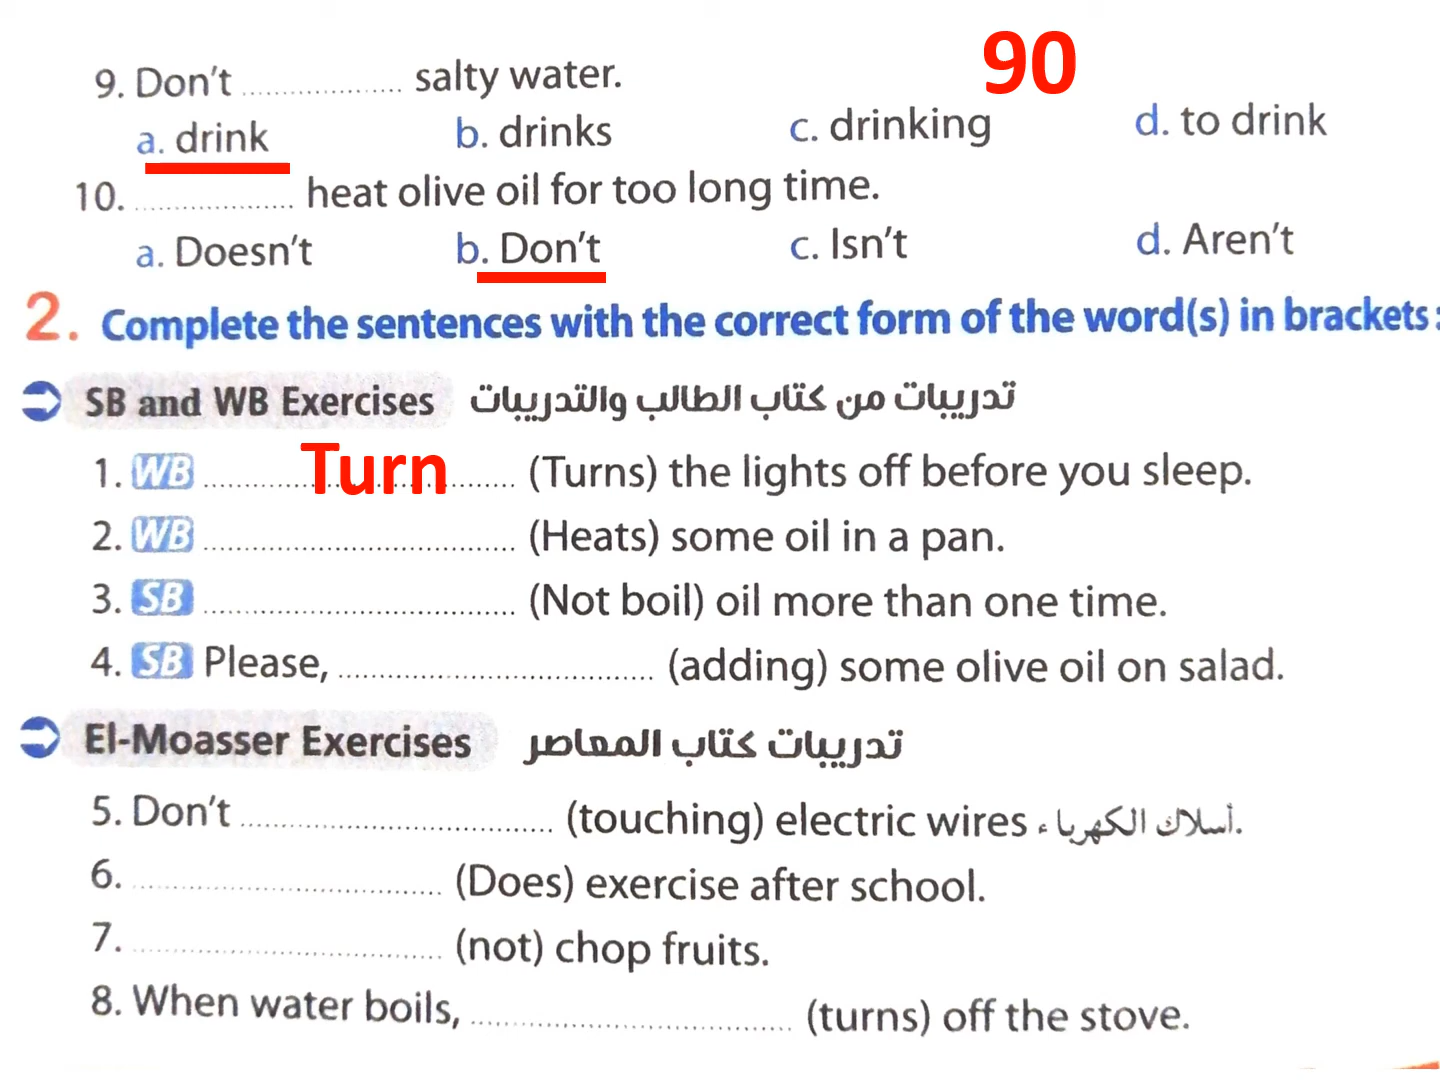 90
9. Don't .................... salty water.
a. drink b. drinks c. drinking d. to drink
10. .................... heat olive oil for too long time.
a. Doesn't b. Don't c. Isn't d. Aren't
2. Complete the sentences with the correct form of the word(s) in brackets:
SB and WB Exercises تدريبات من كتاب الطالب والتدريبات
1. WB .......... Turn .......... (Turns) the lights off before you sleep.
2. WB .................... (Heats) some oil in a pan.
3. SB .................... (Not boil) oil more than one time.
4. SB Please, .................... (adding) some olive oil on salad.
El-Moasser Exercises تدريبات كتاب المعاصر
5. Don't .................... (touching) electric wires أسلاك الكهرباء.
6. .................... (Does) exercise after school.
7. .................... (not) chop fruits.
8. When water boils, .................... (turns) off the stove.